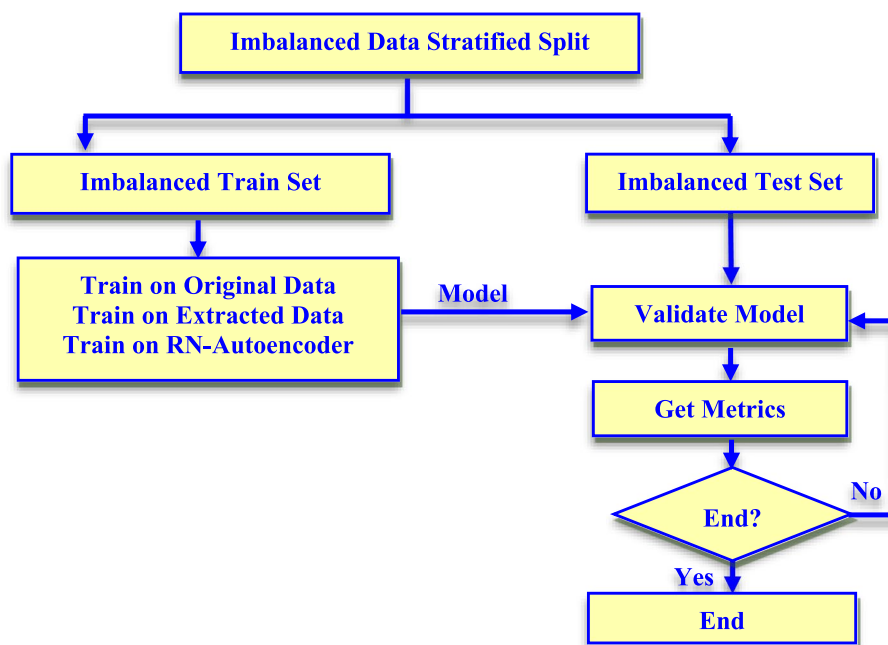 Imbalanced Data Stratified Split
Imbalanced Train Set
Imbalanced Test Set
Train on Original Data
Train on Extracted Data
Train on RN-Autoencoder
Model
Validate Model
Get Metrics
End?
No
Yes
End